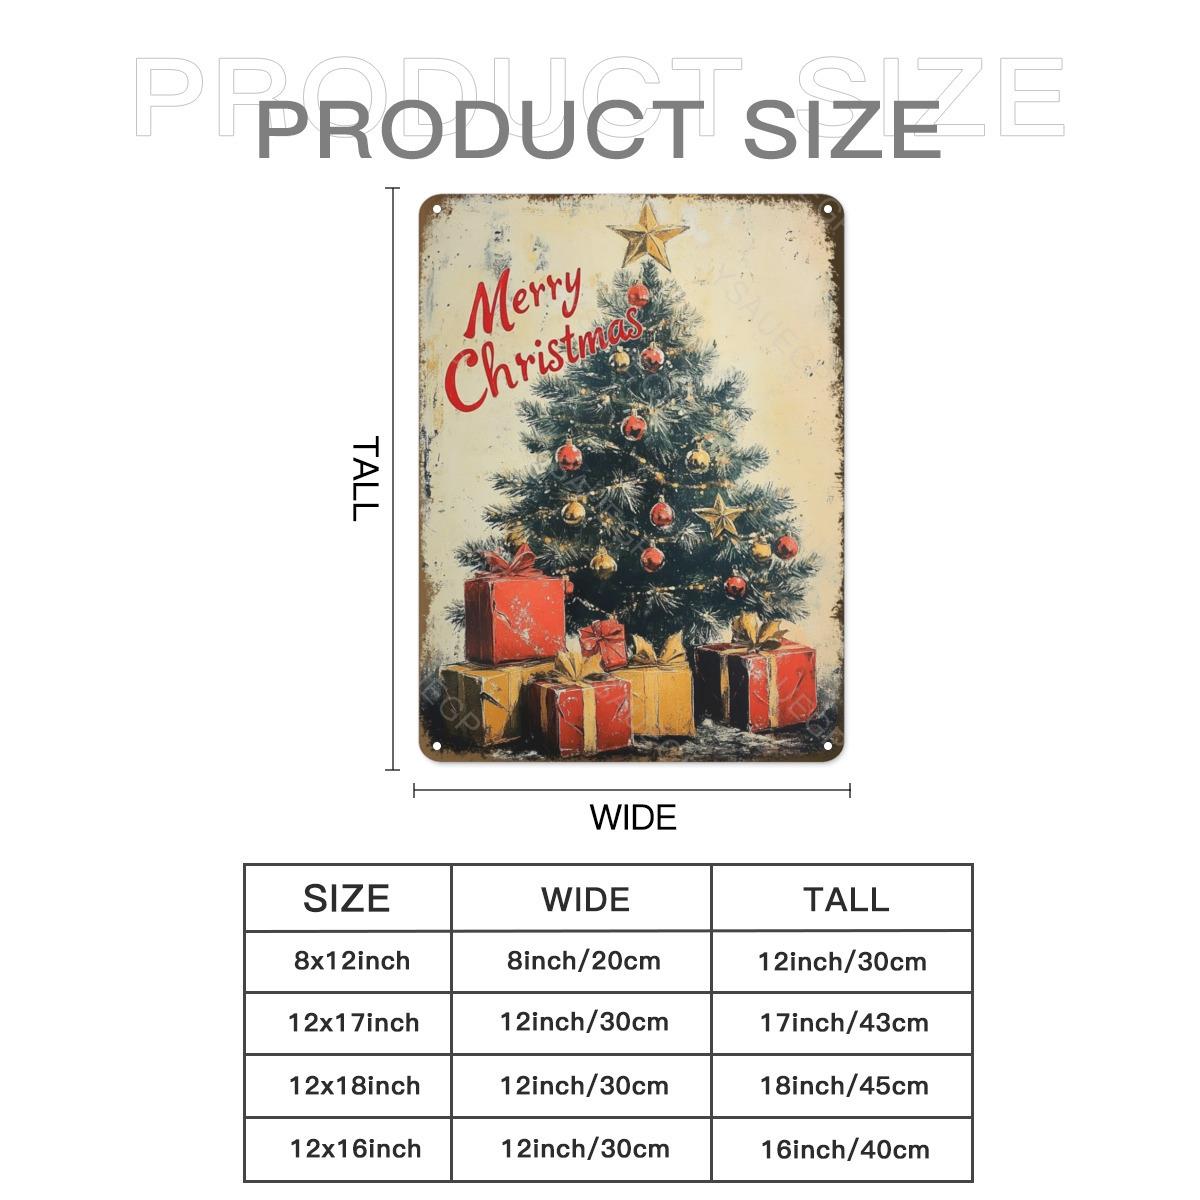 PRODUCT SIZE
PRODUCT SIZE
Merry
Christmas
TALL
WIDE
SIZE WIDE TALL
8x12inch 8inch/20cm 12inch/30cm
12x17inch 12inch/30cm 17inch/43cm
12x18inch 12inch/30cm 18inch/45cm
12x16inch 12inch/30cm 16inch/40cm